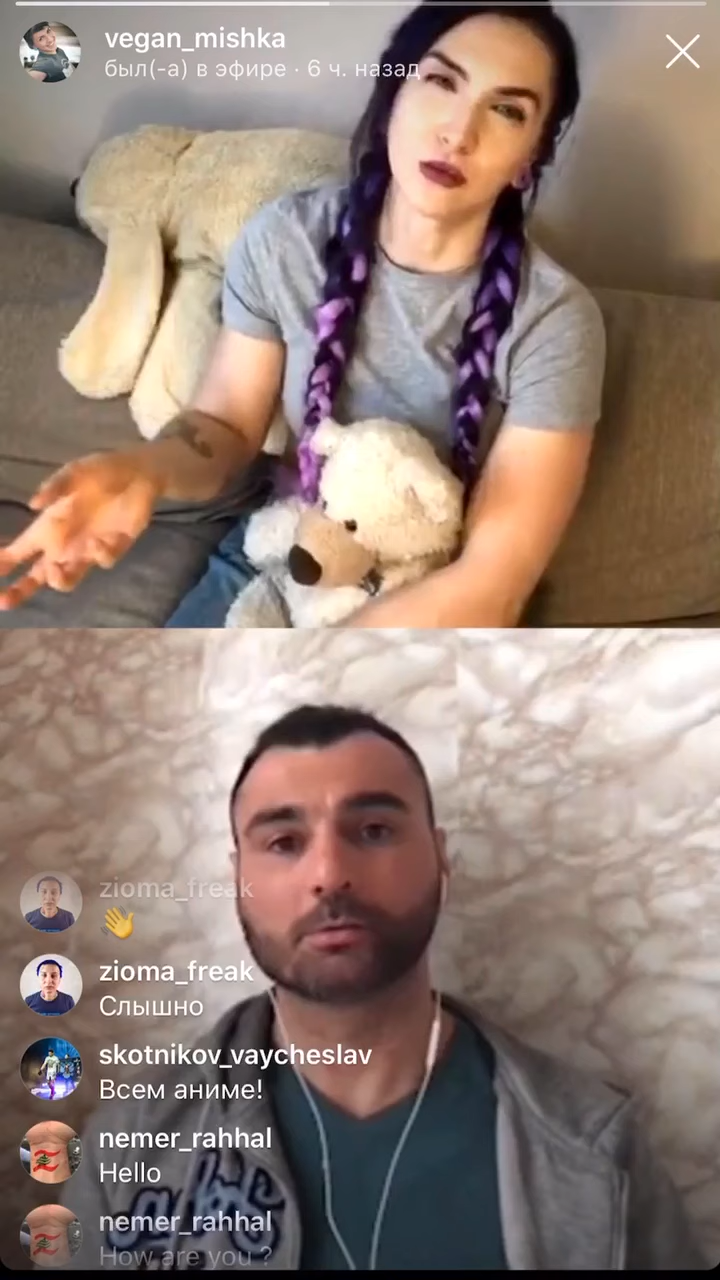 vegan_mishka
был(-а) в эфире · 6 ч. назад
zioma_freak
👋
zioma_freak
Слышно
skotnikov_vaycheslav
Всем аниме!
nemer_rahhal
Hello
nemer_rahhal
How are you ?